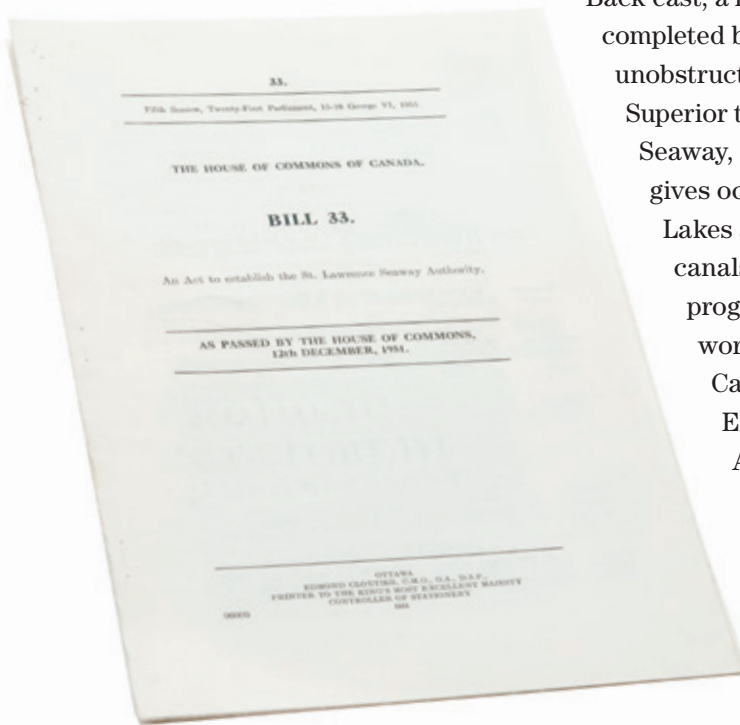 33.
Fifth Session, Twenty-First Parliament, 15-16 George VI, 1951
THE HOUSE OF COMMONS OF CANADA.
BILL 33.
An Act to establish the St. Lawrence Seaway Authority.
AS PASSED BY THE HOUSE OF COMMONS,
12th DECEMBER, 1951.
OTTAWA
EDMOND CLOUTIER, C.M.G., O.A., D.S.P.,
PRINTER TO THE KING'S MOST EXCELLENT MAJESTY
CONTROLLER OF STATIONERY
1951
Back east, a
completed b
unobstruct
Superior t
Seaway,
gives oc
Lakes
canals
prog
wor
Ca
E
A